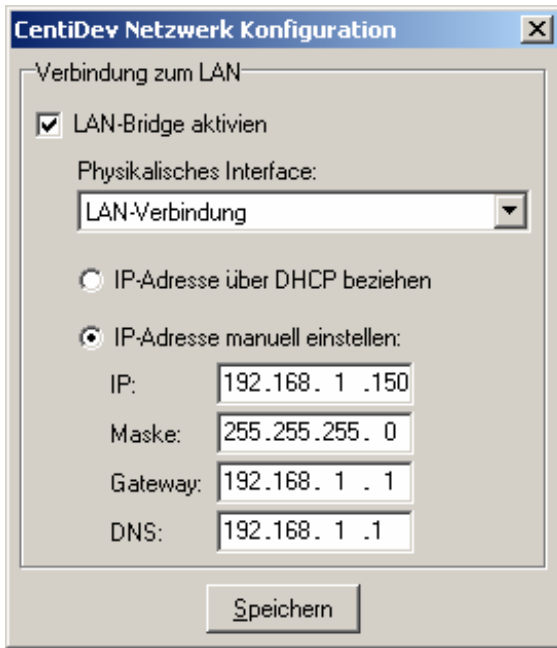 CentiDev Netzwerk Konfiguration
Verbindung zum LAN
LAN-Bridge aktivien
Physikalisches Interface:
LAN-Verbindung
IP-Adresse über DHCP beziehen
IP-Adresse manuell einstellen:
IP: 192.168. 1 .150
Maske: 255.255.255. 0
Gateway: 192.168. 1 . 1
DNS: 192.168. 1 .1
Speichern